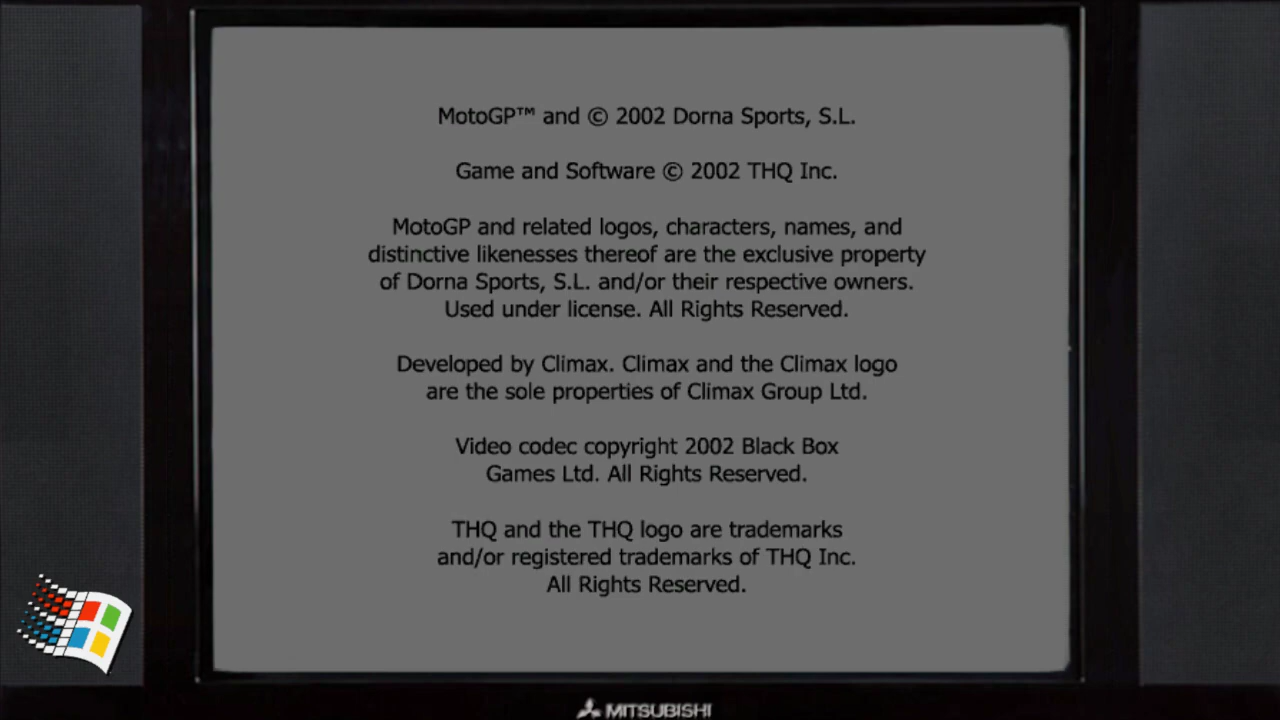 MotoGP™ and © 2002 Dorna Sports, S.L.
Game and Software © 2002 THQ Inc.
MotoGP and related logos, characters, names, and
distinctive likenesses thereof are the exclusive property
of Dorna Sports, S.L. and/or their respective owners.
Used under license. All Rights Reserved.
Developed by Climax. Climax and the Climax logo
are the sole properties of Climax Group Ltd.
Video codec copyright 2002 Black Box
Games Ltd. All Rights Reserved.
THQ and the THQ logo are trademarks
and/or registered trademarks of THQ Inc.
All Rights Reserved.
MITSUBISHI